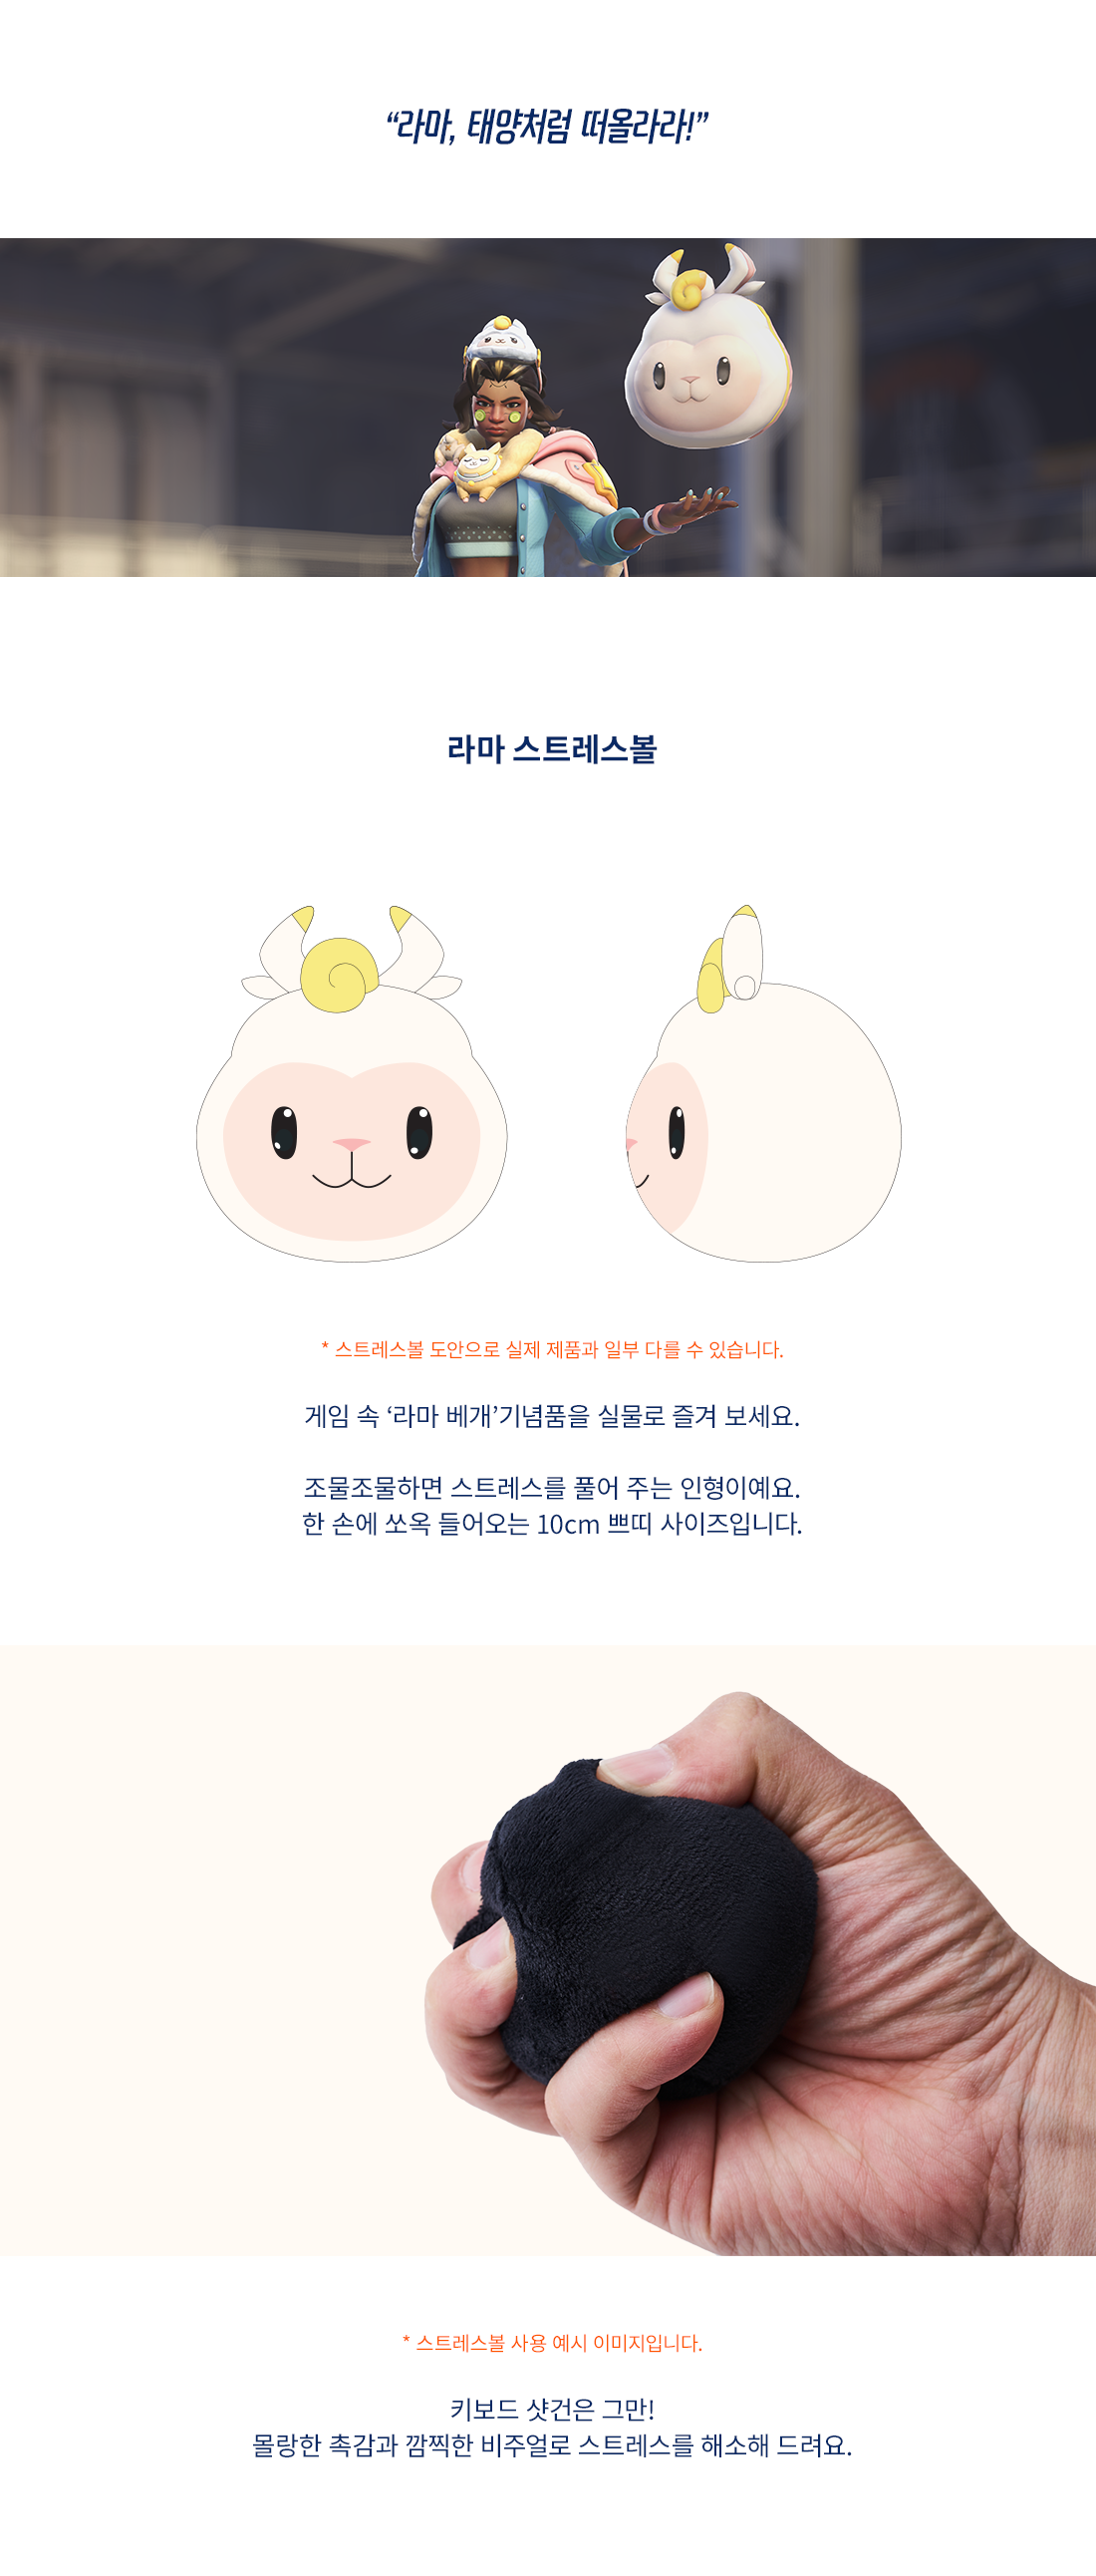 “라마, 태양처럼 떠올라라!”
라마 스트레스볼
* 스트레스볼 도안으로 실제 제품과 일부 다를 수 있습니다.
게임 속 ‘라마 베개’기념품을 실물로 즐겨 보세요.
조물조물하면 스트레스를 풀어 주는 인형이예요.
한 손에 쏘옥 들어오는 10cm 쁘띠 사이즈입니다.
* 스트레스볼 사용 예시 이미지입니다.
키보드 샷건은 그만!
몰랑한 촉감과 깜찍한 비주얼로 스트레스를 해소해 드려요.